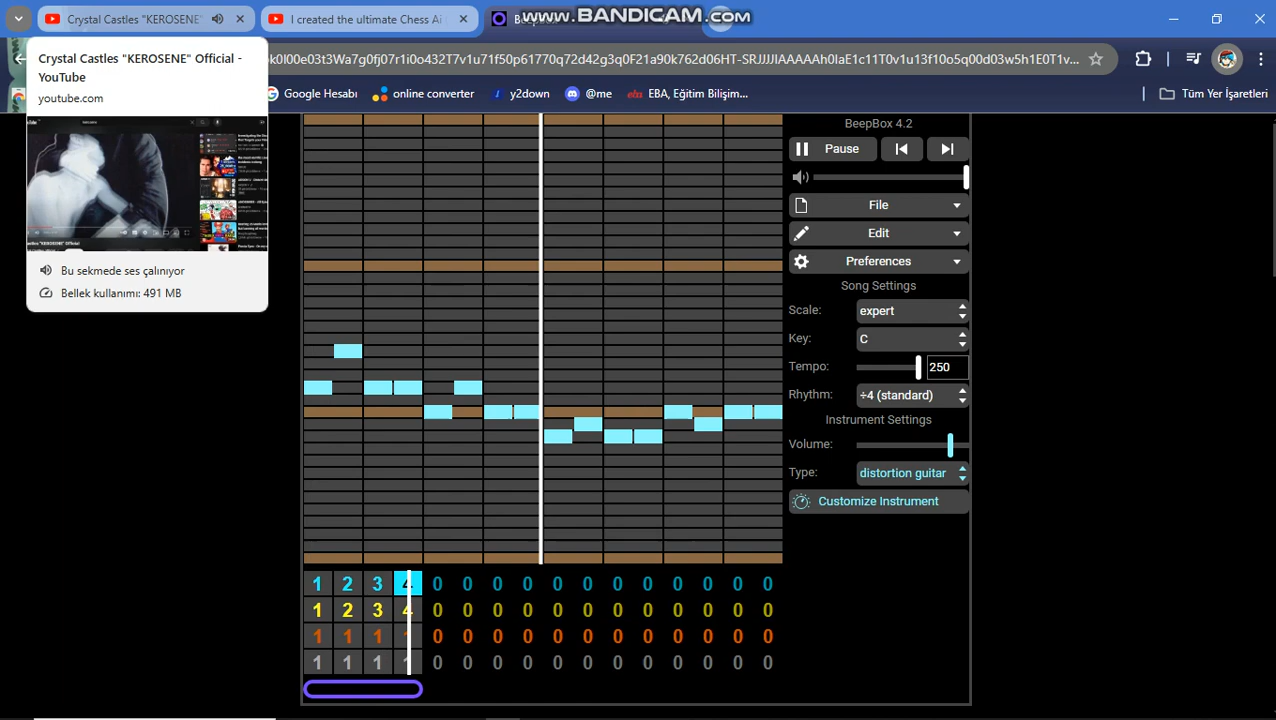 Crystal Castles "KEROSENE"
I created the ultimate Chess Ai
www.BANDICAM.com
k0l00e03t3Wa7g0fj07r1i0o432T7v1u71f50p61770q72d42g3q0F21a90k762d06HT-SRJJJJIAAAAAh0IaE1c11T0v1u13f10o5q00d03w5h1E0T1v...
Crystal Castles "KEROSENE" Official -
YouTube
youtube.com
Google Hesabı
online converter
y2down
@me
eba EBA, Eğitim Bilişim...
Tüm Yer İşaretleri
Bu sekmede ses çalınıyor
Bellek kullanımı: 491 MB
BeepBox 4.2
Pause
File
Edit
Preferences
Song Settings
Scale: expert
Key: C
Tempo: 250
Rhythm: ÷4 (standard)
Instrument Settings
Volume:
Type: distortion guitar
Customize Instrument
1 2 3 4 0 0 0 0 0 0 0 0 0 0 0 0
1 2 3 4 0 0 0 0 0 0 0 0 0 0 0 0
1 1 1 1 0 0 0 0 0 0 0 0 0 0 0 0
1 1 1 1 0 0 0 0 0 0 0 0 0 0 0 0